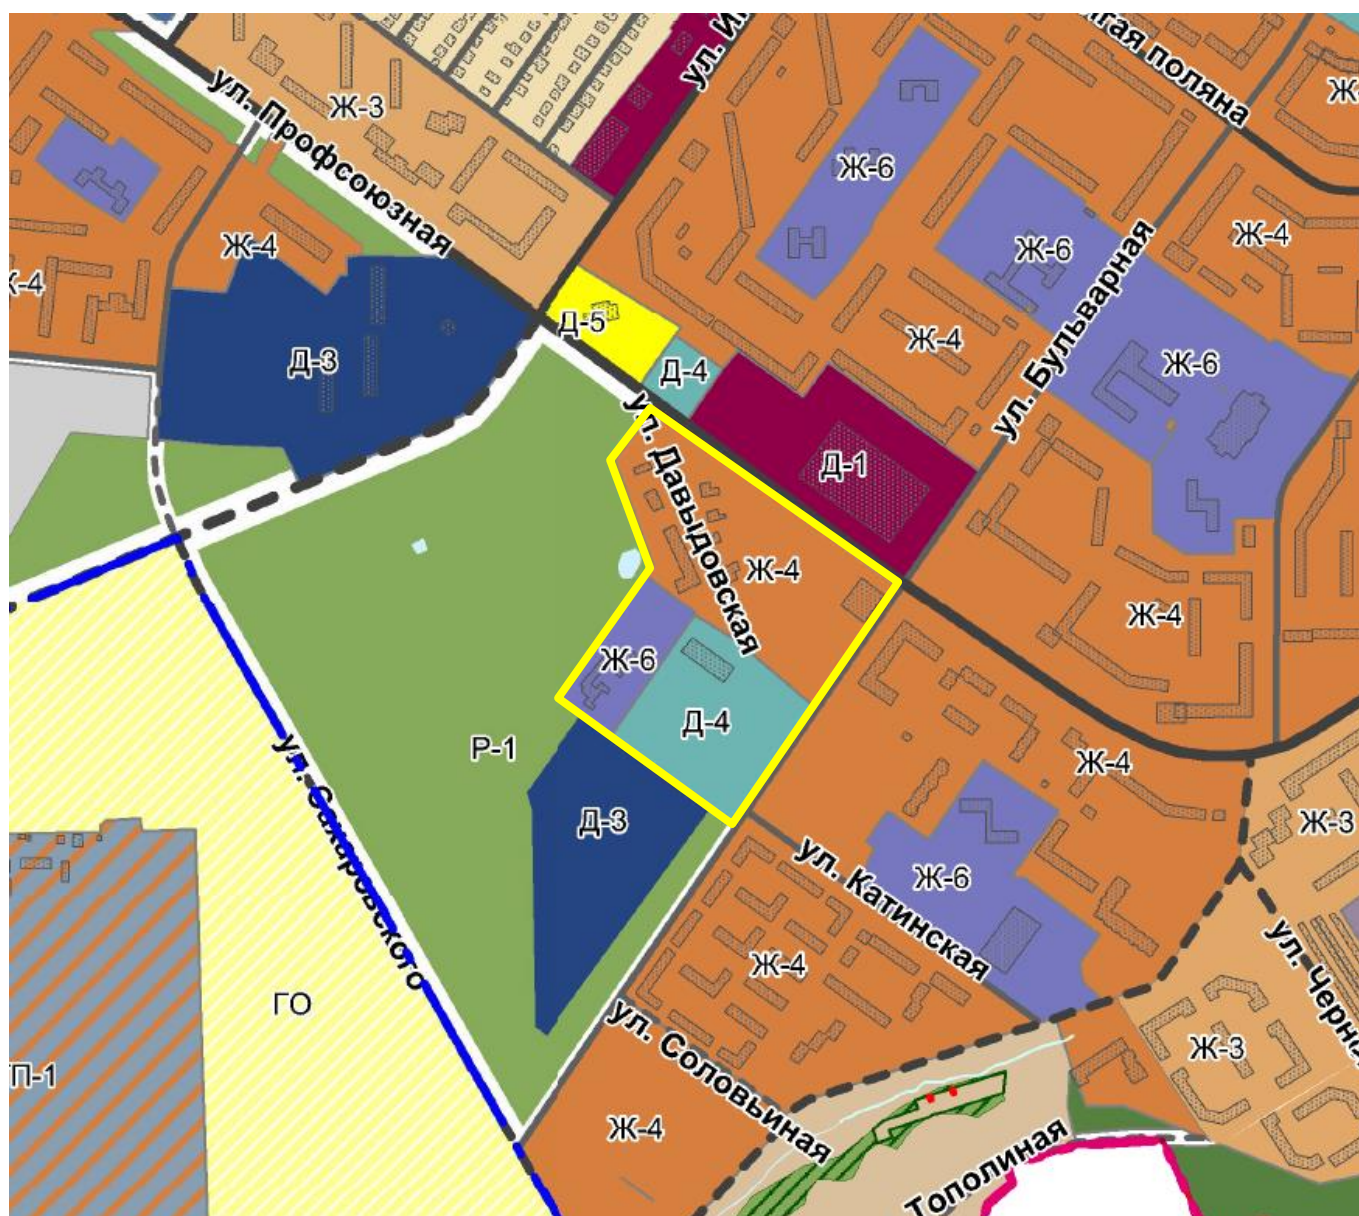 ул. Профсоюзная
Ж-3
ул. И
гая поляна
Ж-
Ж-6
Ж-4
Ж-6
Ж-4
Ж-4
Д-3
Д-5
Д-4
Ж-4
Ж-6
ул. Бульварная
ул. Давыдовская
Д-1
Ж-4
Ж-4
Ж-6
Д-4
Р-1
Ж-4
Д-3
Ж-3
ул. Сахаровского
ул. Катинская
Ж-6
ул. Черна
Ж-4
ГО
ул. Соловьиная
Ж-3
П-1
Ж-4
Тополиная